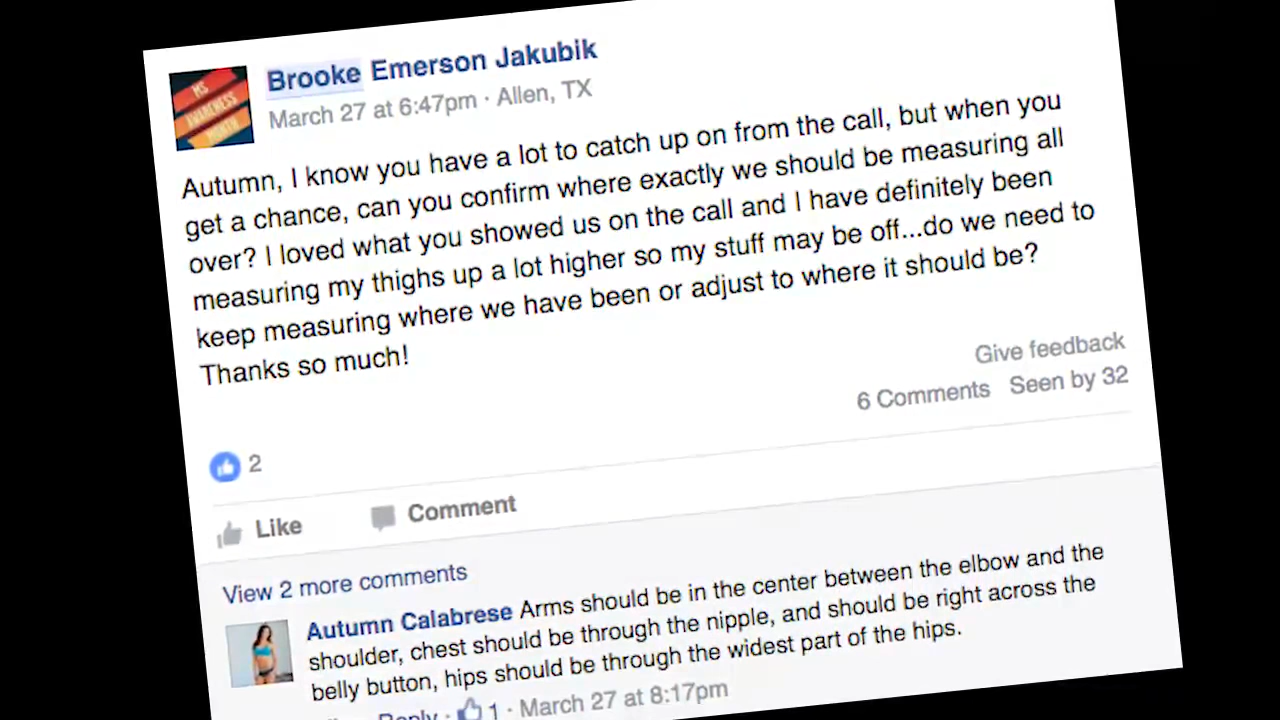 MS
AWARENESS
MONTH
Brooke Emerson Jakubik
March 27 at 6:47pm · Allen, TX
Autumn, I know you have a lot to catch up on from the call, but when you
get a chance, can you confirm where exactly we should be measuring all
over? I loved what you showed us on the call and I have definitely been
measuring my thighs up a lot higher so my stuff may be off...do we need to
keep measuring where we have been or adjust to where it should be?
Thanks so much!
Give feedback
6 Comments Seen by 32
2
Like Comment
View 2 more comments
Autumn Calabrese Arms should be in the center between the elbow and the
shoulder, chest should be through the nipple, and should be right across the
belly button, hips should be through the widest part of the hips.
Reply · 1 · March 27 at 8:17pm